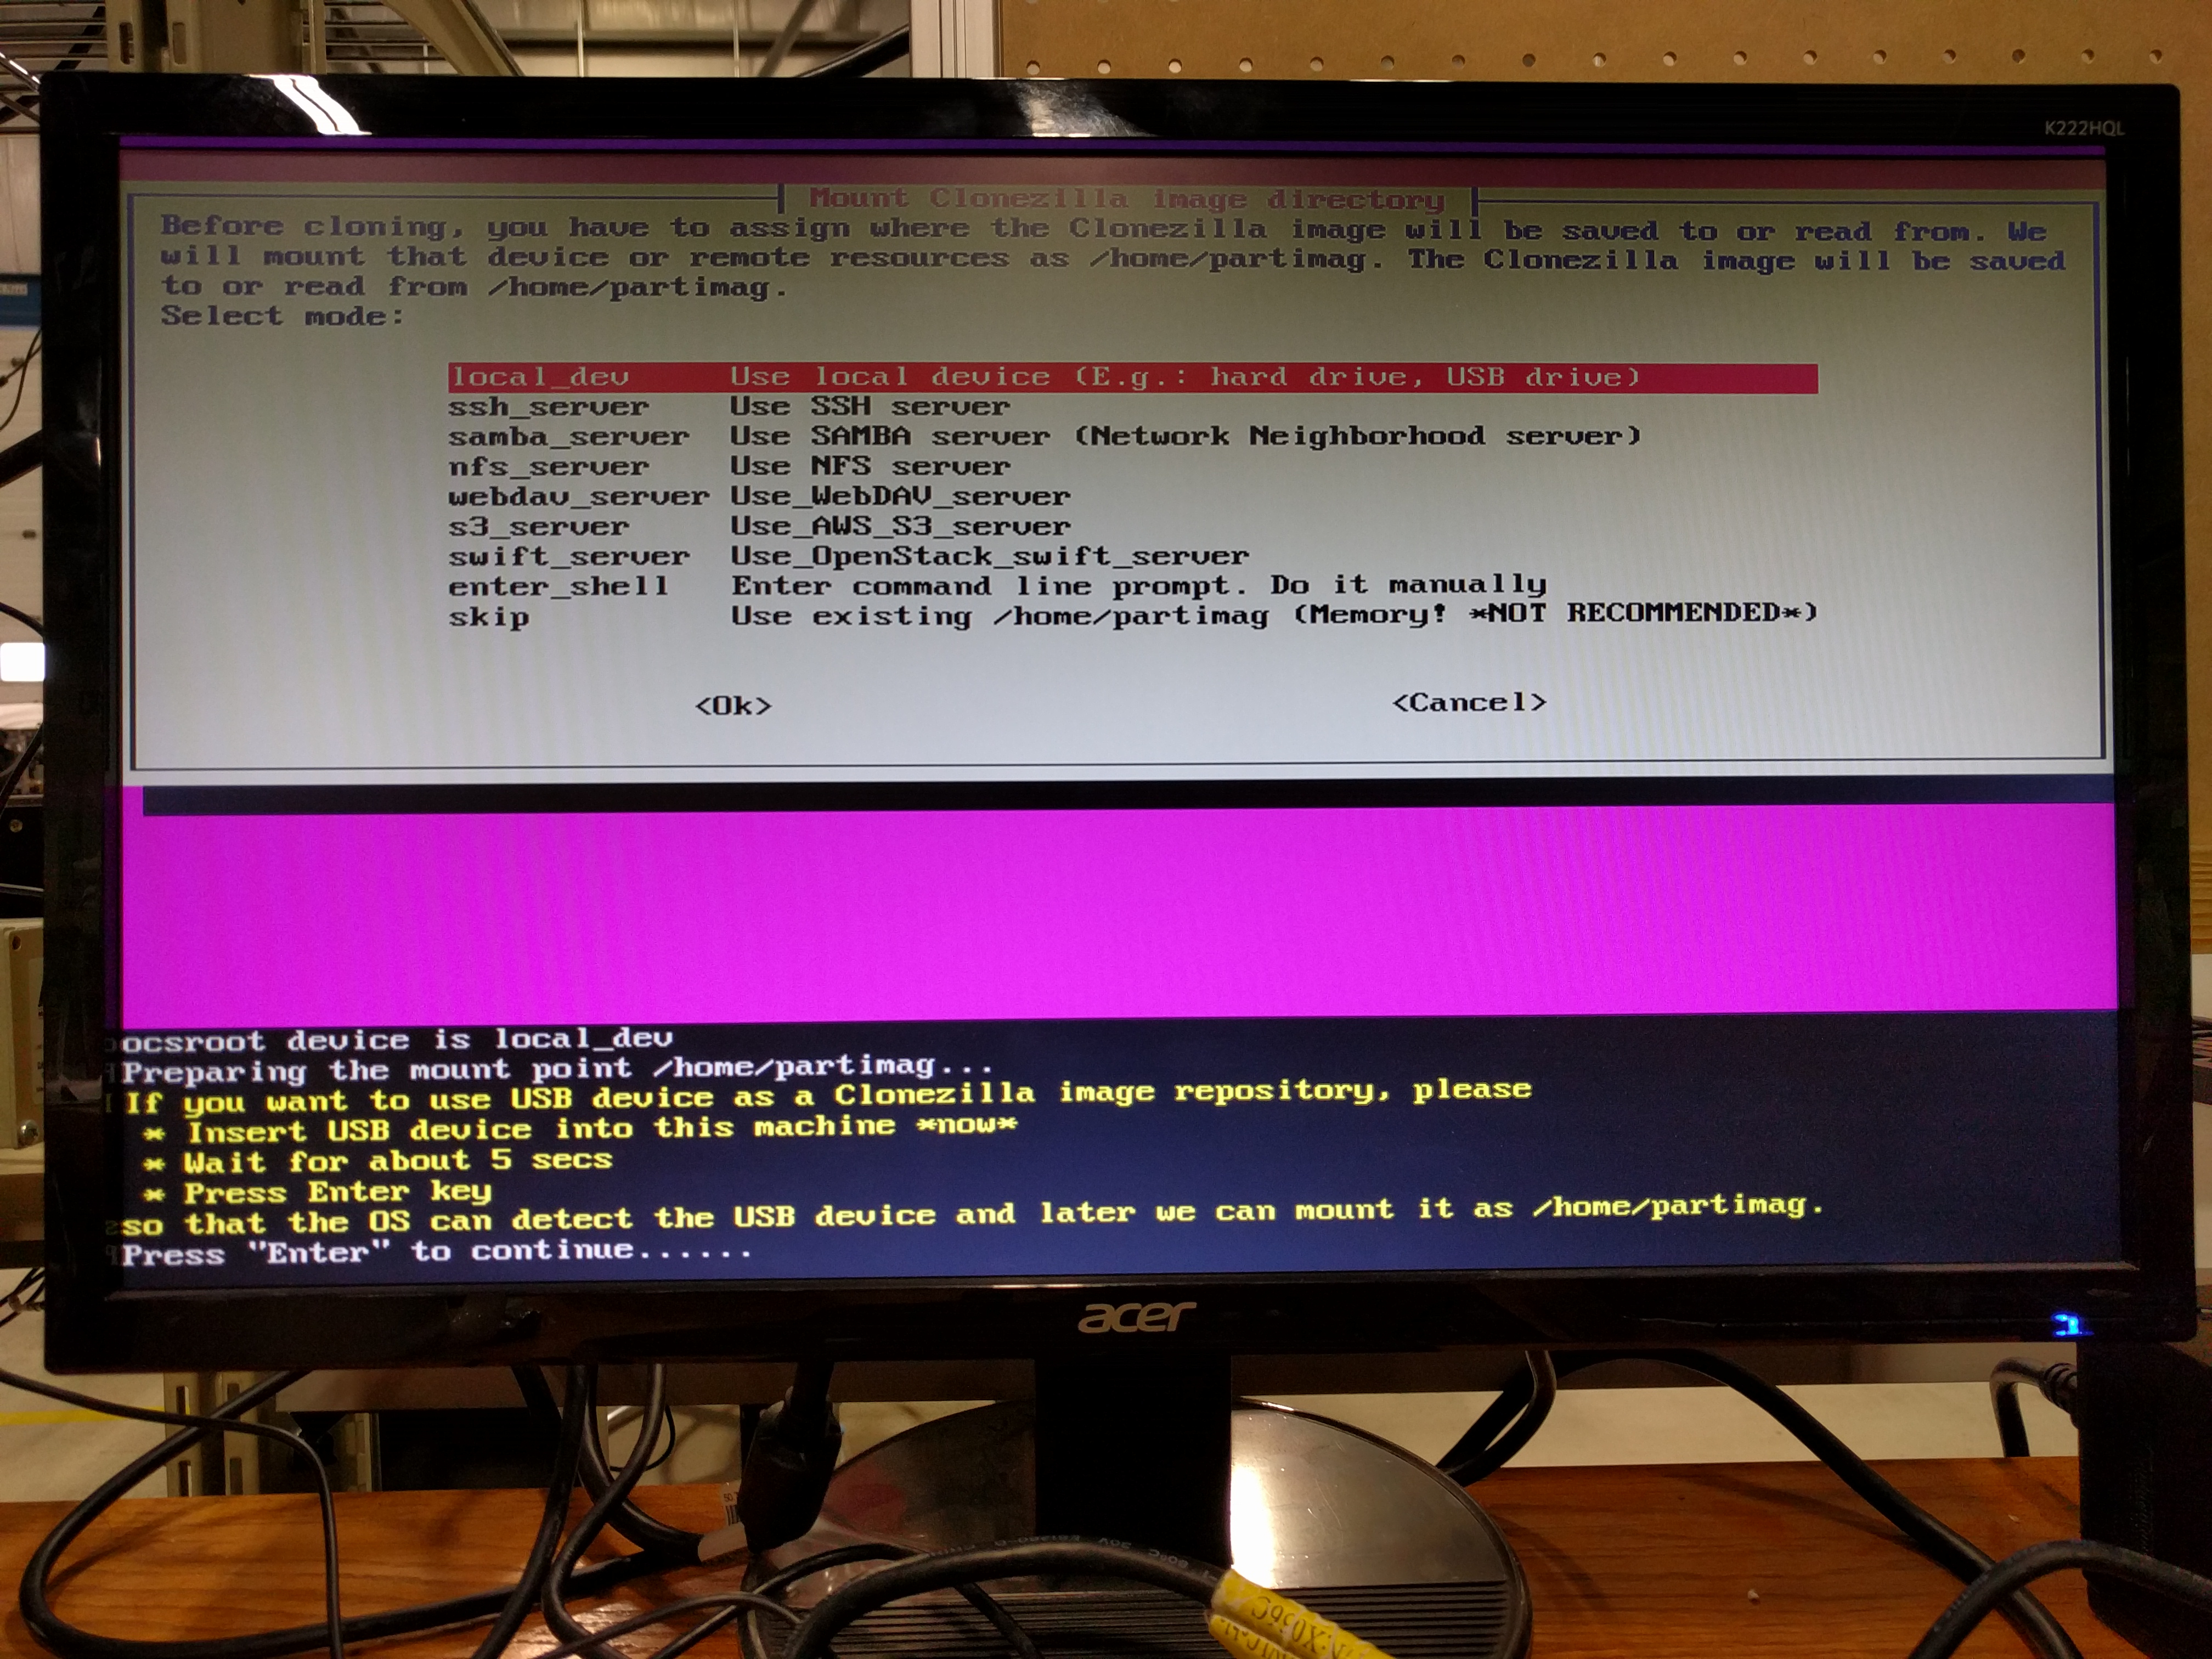 K222HQL
Mount Clonezilla image directory
Before cloning, you have to assign where the Clonezilla image will be saved to or read from. We
will mount that device or remote resources as /home/partimag. The Clonezilla image will be saved
to or read from /home/partimag.
Select mode:
local_dev Use local device (E.g.: hard drive, USB drive)
ssh_server Use SSH server
samba_server Use SAMBA server (Network Neighborhood server)
nfs_server Use NFS server
webdav_server Use_WebDAV_server
s3_server Use_AWS_S3_server
swift_server Use_OpenStack_swift_server
enter_shell Enter command line prompt. Do it manually
skip Use existing /home/partimag (Memory! *NOT RECOMMENDED*)
<Ok> <Cancel>
ocsroot device is local_dev
Preparing the mount point /home/partimag...
If you want to use USB device as a Clonezilla image repository, please
* Insert USB device into this machine *now*
* Wait for about 5 secs
* Press Enter key
so that the OS can detect the USB device and later we can mount it as /home/partimag.
Press "Enter" to continue......
acer